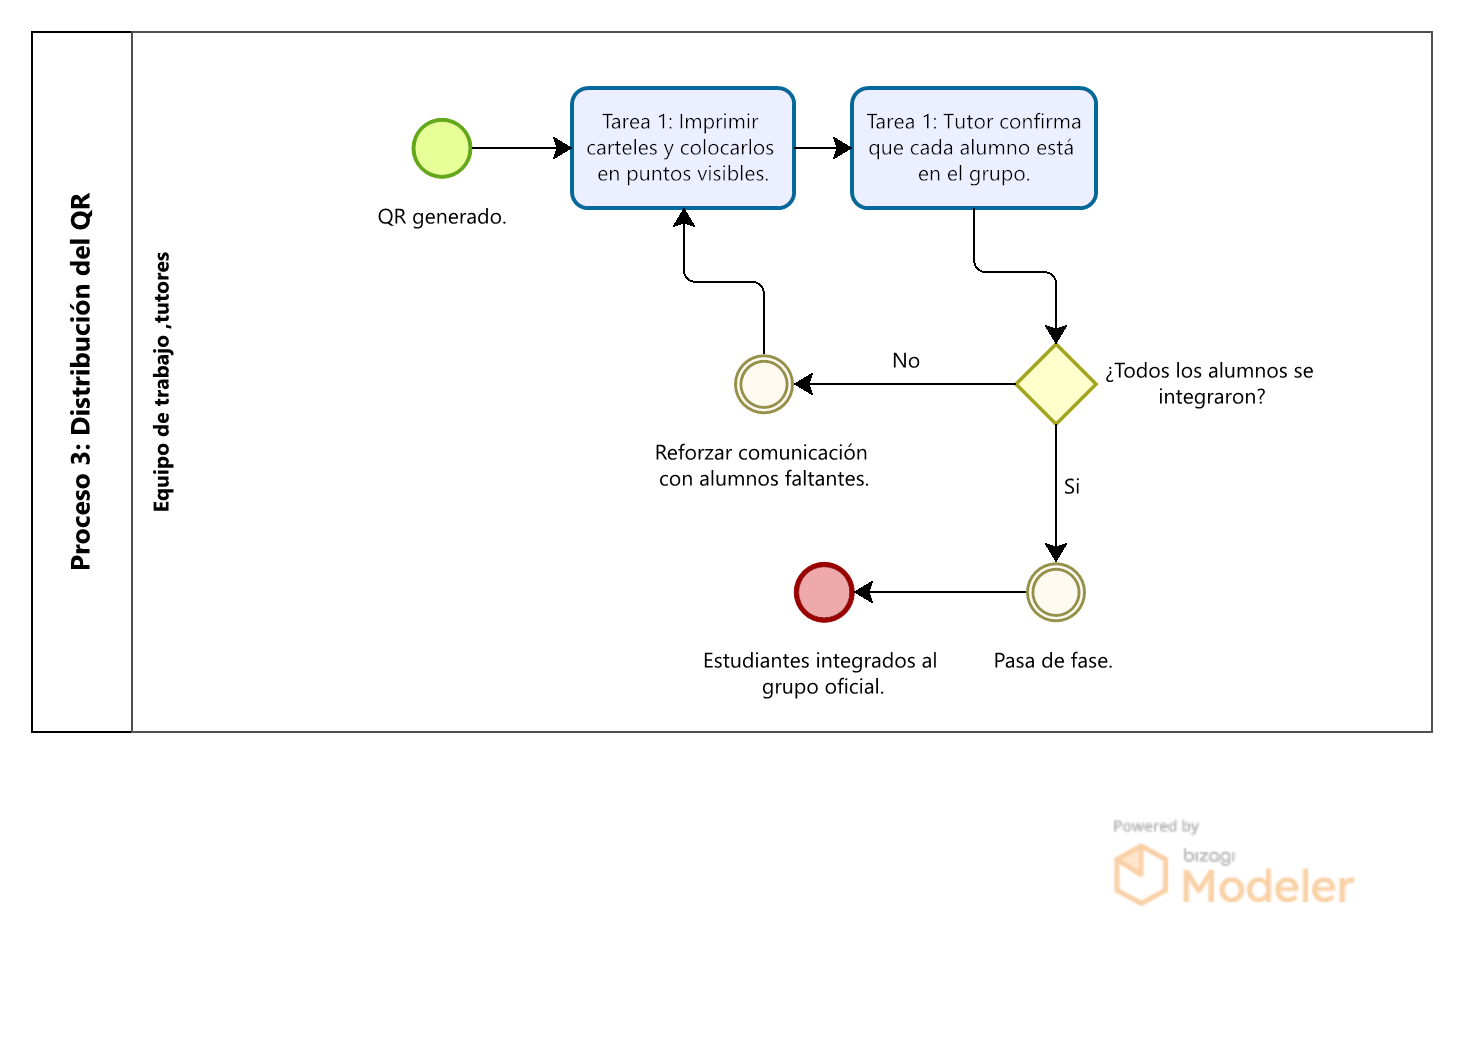 Proceso 3: Distribución del QR
Equipo de trabajo ,tutores
QR generado.
Tarea 1: Imprimir
carteles y colocarlos
en puntos visibles.
Tarea 1: Tutor confirma
que cada alumno está
en el grupo.
¿Todos los alumnos se
integraron?
No
Reforzar comunicación
con alumnos faltantes.
Si
Pasa de fase.
Estudiantes integrados al
grupo oficial.
Powered by
bizagi
Modeler